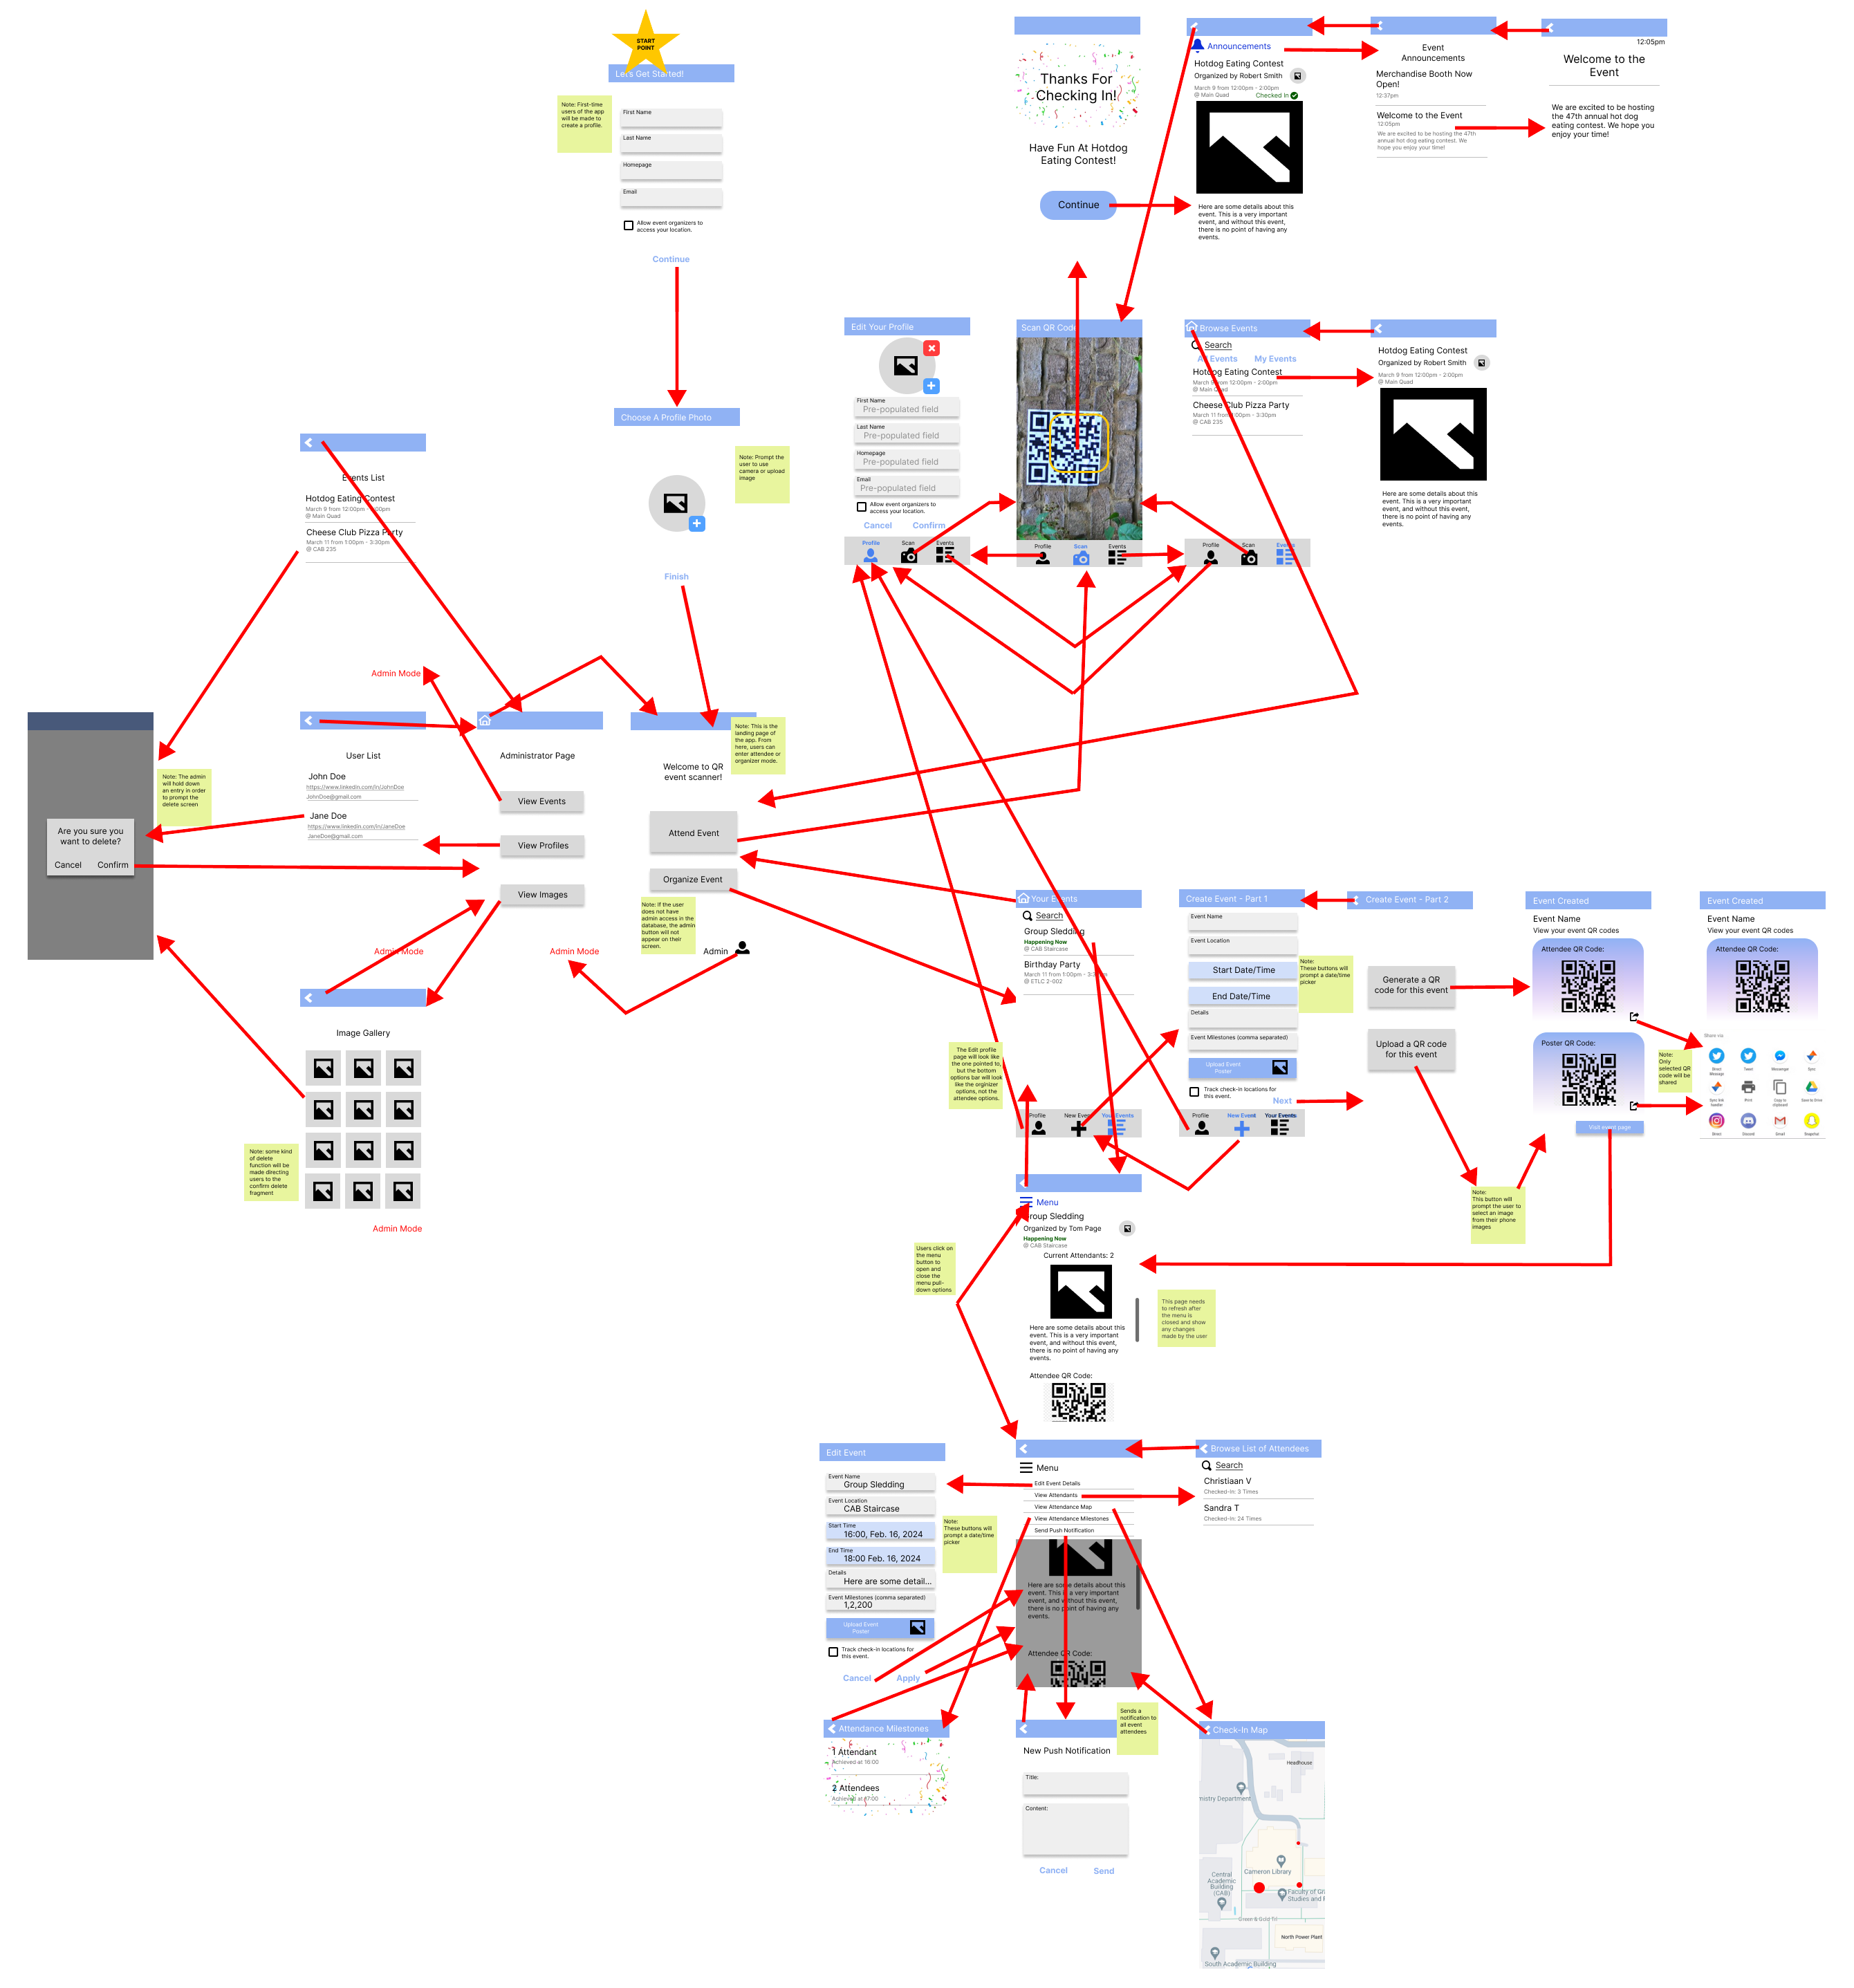 START
POINT
Let's Get Started!
Note: First-time
users of the app
will be made to
create a profile.
First Name
Last Name
Homepage
Email
Allow event organizers to
access your location.
Continue
Choose A Profile Photo
Note: Prompt the
user to use
camera or upload
image
Finish
Thanks For
Checking In!
Have Fun At Hotdog
Eating Contest!
Continue
Announcements
Hotdog Eating Contest
Organized by Robert Smith
March 9 from 12:00pm - 2:00pm
@ Main Quad
Checked In
Here are some details about this
event. This is a very important
event, and without this event,
there is no point of having any
events.
Event
Announcements
Merchandise Booth Now
Open!
12:37pm
Welcome to the Event
12:05pm
We are excited to be hosting the 47th
annual hot dog eating contest. We
hope you enjoy your time!
12:05pm
Welcome to the
Event
We are excited to be hosting
the 47th annual hot dog
eating contest. We hope you
enjoy your time!
Edit Your Profile
First Name
Pre-populated field
Last Name
Pre-populated field
Homepage
Pre-populated field
Email
Pre-populated field
Allow event organizers to
access your location.
Cancel
Confirm
Profile
Scan
Events
Scan QR Code
Profile
Scan
Events
Browse Events
Search
All Events
My Events
Hotdog Eating Contest
March 9 from 12:00pm - 2:00pm
@ Main Quad
Cheese Club Pizza Party
March 11 from 1:00pm - 3:30pm
@ CAB 235
Profile
Scan
Events
Hotdog Eating Contest
Organized by Robert Smith
March 9 from 12:00pm - 2:00pm
@ Main Quad
Here are some details about this
event. This is a very important
event, and without this event,
there is no point of having any
events.
Events List
Hotdog Eating Contest
March 9 from 12:00pm - 2:00pm
@ Main Quad
Cheese Club Pizza Party
March 11 from 1:00pm - 3:30pm
@ CAB 235
Admin Mode
Note: The admin
will hold down
an entry in order
to prompt the
delete screen
Are you sure you
want to delete?
Cancel
Confirm
User List
John Doe
https://www.linkedin.com/in/JohnDoe
JohnDoe@gmail.com
Jane Doe
https://www.linkedin.com/in/JaneDoe
JaneDoe@gmail.com
Admin Mode
Administrator Page
View Events
View Profiles
View Images
Admin Mode
Note: This is the
landing page of
the app. From
here, users can
enter attendee or
organizer mode.
Welcome to QR
event scanner!
Attend Event
Organize Event
Note: If the user
does not have
admin access in the
database, the admin
button will not
appear on their
screen.
Admin
Image Gallery
Note: some kind of
delete
function will be
made directing
users to the
confirm delete
fragment
Admin Mode
Your Events
Search
Group Sledding
Happening Now
@ CAB Staircase
Birthday Party
March 11 from 1:00pm - 3:30pm
@ ETLC 2-002
The Edit profile
page will look like
the one pointed to,
but the bottom
options bar will look
like the orginizer
options, not the
attendee options.
Profile
New Event
Your Events
Create Event - Part 1
Event Name
Event Location
Start Date/Time
End Date/Time
Details
Event Milestones (comma separated)
Upload Event
Poster
Track check-in locations for
this event.
Next
Profile
New Event
Your Events
Note:
These buttons will
prompt a date/time
picker
Create Event - Part 2
Generate a QR
code for this event
Upload a QR code
for this event
Note:
This button will
prompt the user to
select an image
from their phone
images
Event Created
Event Name
View your event QR codes
Attendee QR Code:
Poster QR Code:
Visit event page
Note:
Only
selected QR
code will be
shared
Event Created
Event Name
View your event QR codes
Attendee QR Code:
Share via:
Direct
Message
Tweet
Messenger
Sync
Print
Copy to
clipboard
Save to Drive
Direct
Discord
Gmail
Snapchat
Menu
Group Sledding
Organized by Tom Page
Happening Now
@ CAB Staircase
Current Attendants: 2
Here are some details about this
event. This is a very important
event, and without this event,
there is no point of having any
events.
Attendee QR Code:
Users click on
the menu
button to
open and
close the
menu pull-
down options
This page needs
to refresh after
the menu is
closed and show
any changes
made by the user
Edit Event
Event Name
Group Sledding
Event Location
CAB Staircase
Start Time
16:00, Feb. 16, 2024
End Time
18:00 Feb. 16, 2024
Details
Here are some detail...
Event Milestones (comma separated)
1,2,200
Upload Event
Poster
Track check-in locations for
this event.
Cancel
Apply
Note:
These buttons will
prompt a date/time
picker
Menu
Edit Event Details
View Attendants
View Attendance Map
View Attendance Milestones
Send Push Notification
Here are some details about this
event. This is a very important
event, and without this event,
there is no point of having any
events.
Attendee QR Code:
Browse List of Attendees
Search
Christiaan V
Checked-In: 3 Times
Sandra T
Checked-In: 24 Times
Attendance Milestones
1 Attendant
Achieved at 16:00
2 Attendees
Achieved at 17:00
Sends a
notification to
all event
attendees
New Push Notification
Title:
Content:
Cancel
Send
Check-In Map
Headhouse
mistry Department
Cameron Library
Central
Academic
Building
(CAB)
Faculty of Gr
Studies and R
North Power Plant
South Academic Building